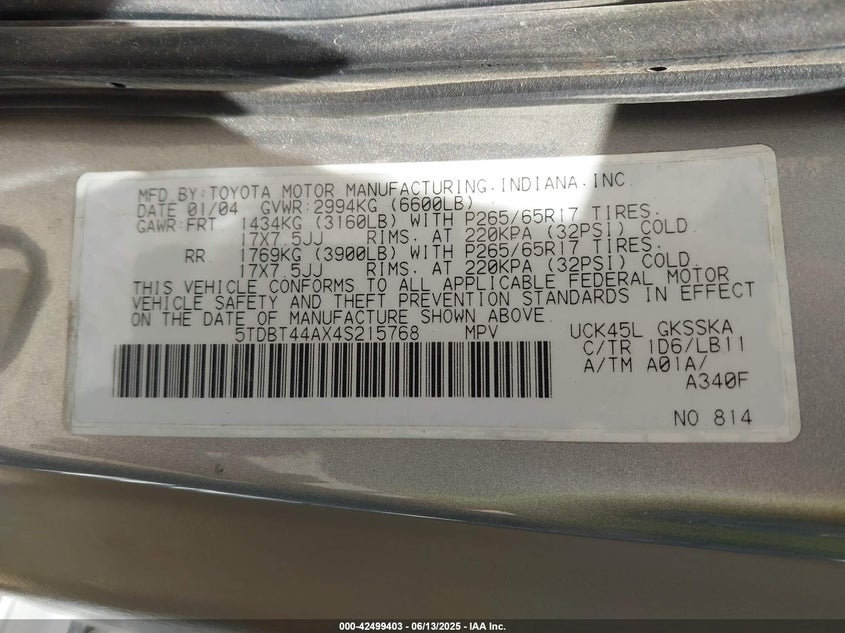 MFD.BY:TOYOTA MOTOR MANUFACTURING.INDIANA.INC.
DATE 01/04 GVWR:2994KG (6600LB)
GAWR:FRT 1434KG (3160LB) WITH P265/65R17 TIRES.
17X7.5JJ RIMS. AT 220KPA (32PSI) COLD.
RR 1769KG (3900LB) WITH P265/65R17 TIRES.
17X7.5JJ RIMS. AT 220KPA (32PSI) COLD.
THIS VEHICLE CONFORMS TO ALL APPLICABLE FEDERAL MOTOR
VEHICLE SAFETY AND THEFT PREVENTION STANDARDS IN EFFECT
ON THE DATE OF MANUFACTURE SHOWN ABOVE.
5TDBT44AX4S215768 MPV UCK45L GKSSKA
C/TR 1D6/LB11
A/TM A01A/
A340F
NO.814
000-42499403 - 06/13/2025 - IAA Inc.